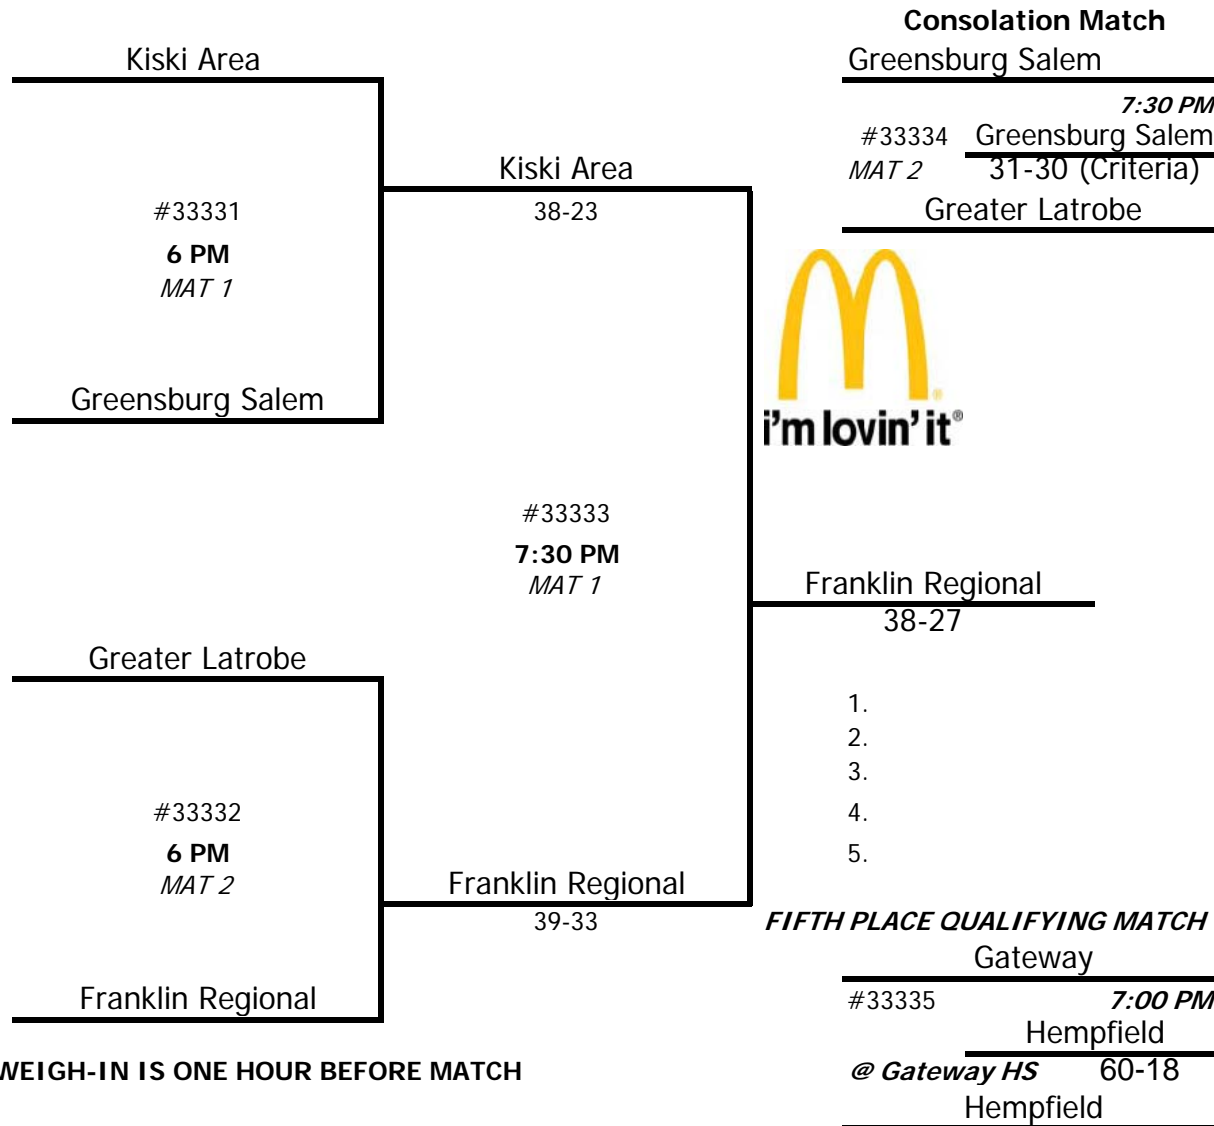 Consolation Match
Kiski Area
Greensburg Salem
7:30 PM
#33334 Greensburg Salem
Kiski Area
MAT 2 31-30 (Criteria)
#33331
38-23
Greater Latrobe
6 PM
MAT 1
M
i'm lovin' it®
Greensburg Salem
#33333
7:30 PM
MAT 1
Franklin Regional
38-27
Greater Latrobe
1.
2.
3.
4.
5.
#33332
6 PM
MAT 2
Franklin Regional
39-33
FIFTH PLACE QUALIFYING MATCH
Gateway
Franklin Regional
#33335 7:00 PM
Hempfield
WEIGH-IN IS ONE HOUR BEFORE MATCH
@ Gateway HS 60-18
Hempfield